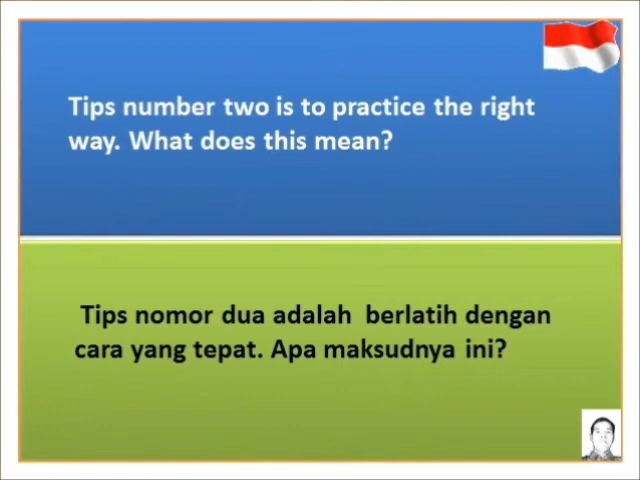 Tips number two is to practice the right
way. What does this mean?
Tips nomor dua adalah berlatih dengan
cara yang tepat. Apa maksudnya ini?